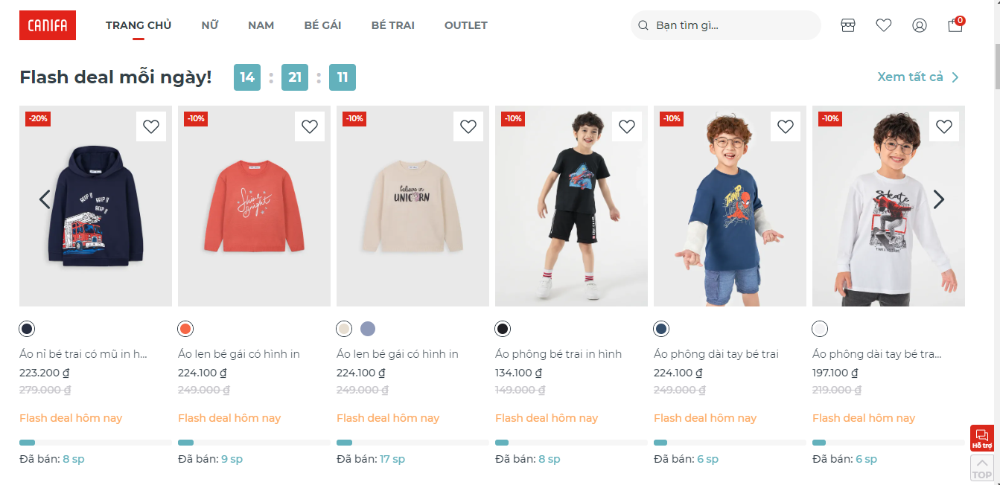 CANIFA
TRANG CHỦ NỮ NAM BÉ GÁI BÉ TRAI OUTLET
Bạn tìm gì...
0
Flash deal mỗi ngày!
14 : 21 : 11
Xem tất cả
-20% -10% -10% -10% -10% -10%
BEEP !!
BEEP !!
BEEP !!
Shine
Bright
believe in
UNICORN
THWIP
Skate
Áo nỉ bé trai có mũ in h... Áo len bé gái có hình in Áo len bé gái có hình in Áo phông bé trai in hình Áo phông dài tay bé trai Áo phông dài tay bé tra...
223.200 ₫ 224.100 ₫ 224.100 ₫ 134.100 ₫ 224.100 ₫ 197.100 ₫
279.000 ₫ 249.000 ₫ 249.000 ₫ 149.000 ₫ 249.000 ₫ 219.000 ₫
Flash deal hôm nay Flash deal hôm nay Flash deal hôm nay Flash deal hôm nay Flash deal hôm nay Flash deal hôm nay
Đã bán: 8 sp Đã bán: 9 sp Đã bán: 17 sp Đã bán: 8 sp Đã bán: 6 sp Đã bán: 6 sp
Hỗ trợ
TOP